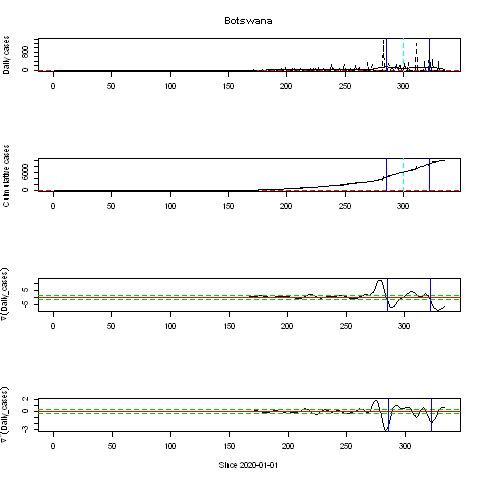 Botswana
Daily cases
800
0
0 50 100 150 200 250 300
Cumulative cases
6000
0
0 50 100 150 200 250 300
∇(Daily_cases)
5
-5
0 50 100 150 200 250 300
(Daily_cases)
2
0
-3
0 50 100 150 200 250 300
Since 2020-01-01